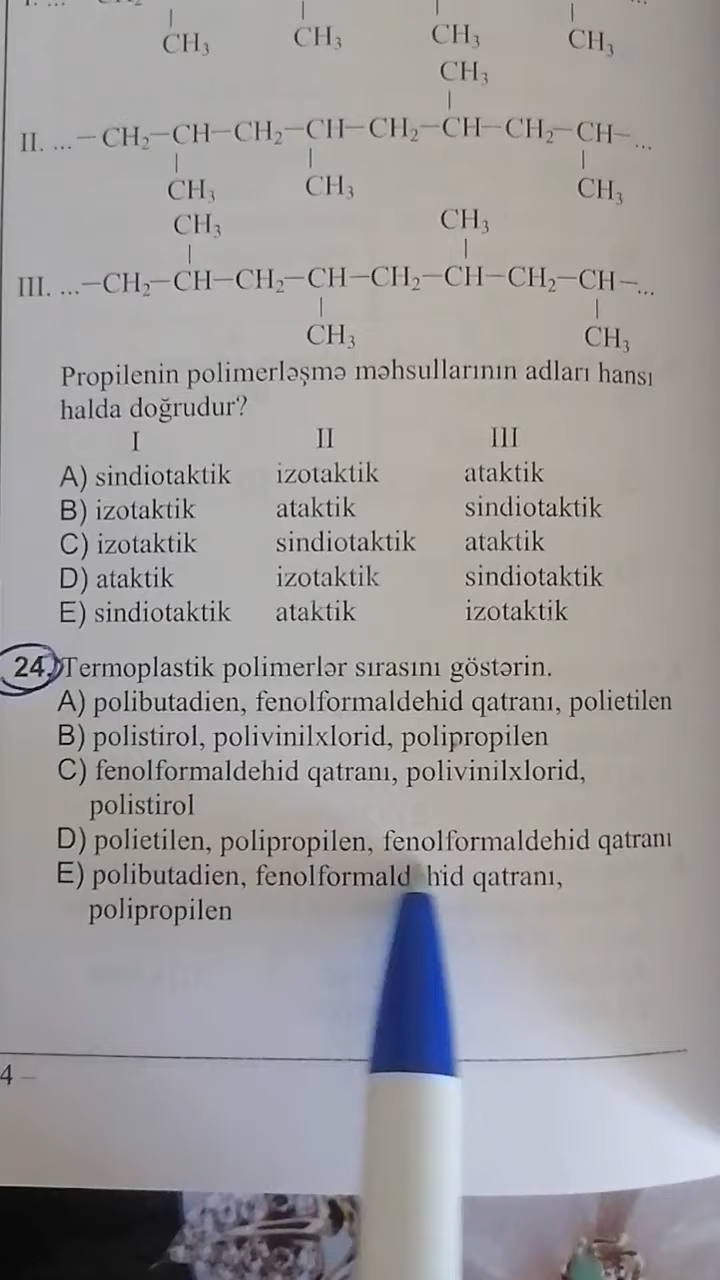 CH₃ CH₃ CH₃ CH₃
CH₃
II. ...−CH₂−CH−CH₂−CH−CH₂−CH−CH₂−CH−...
CH₃ CH₃ CH₃
CH₃ CH₃
III. ...−CH₂−CH−CH₂−CH−CH₂−CH−CH₂−CH−...
CH₃ CH₃
Propilenin polimerləşmə məhsullarının adları hansı
halda doğrudur?
I II III
A) sindiotaktik izotaktik ataktik
B) izotaktik ataktik sindiotaktik
C) izotaktik sindiotaktik ataktik
D) ataktik izotaktik sindiotaktik
E) sindiotaktik ataktik izotaktik
24. Termoplastik polimerlər sırasını göstərin.
A) polibutadien, fenolformaldehid qatranı, polietilen
B) polistirol, polivinilxlorid, polipropilen
C) fenolformaldehid qatranı, polivinilxlorid,
polistirol
D) polietilen, polipropilen, fenolformaldehid qatranı
E) polibutadien, fenolformald hid qatranı,
polipropilen
4 –